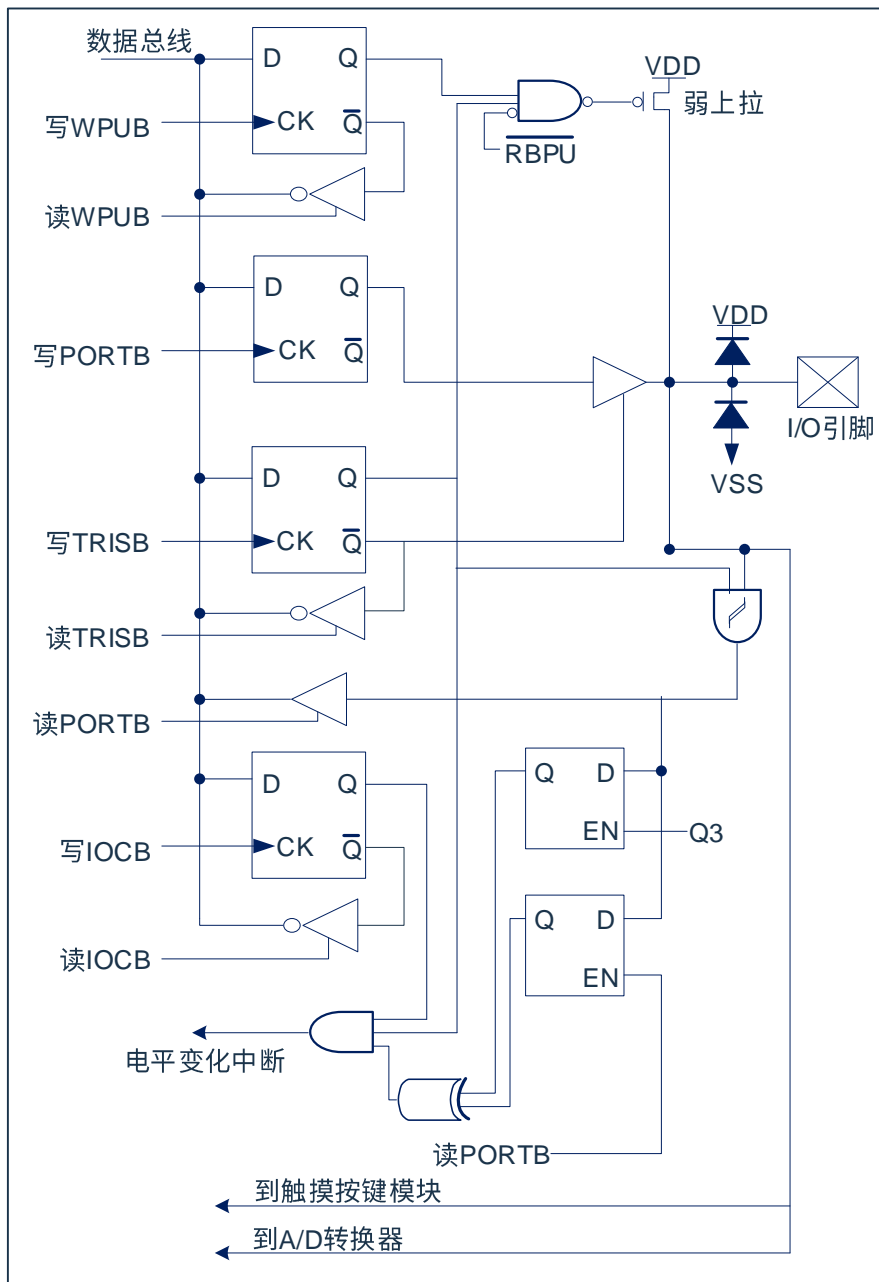 数据总线
D Q
写WPUB
CK Q
读WPUB
RBPU
VDD
弱上拉
D Q
写PORTB
CK Q
VDD
I/O引脚
VSS
D Q
写TRISB
CK Q
读TRISB
读PORTB
D Q
写IOCB
CK Q
读IOCB
Q D
EN
Q3
Q D
EN
电平变化中断
读PORTB
到触摸按键模块
到A/D转换器